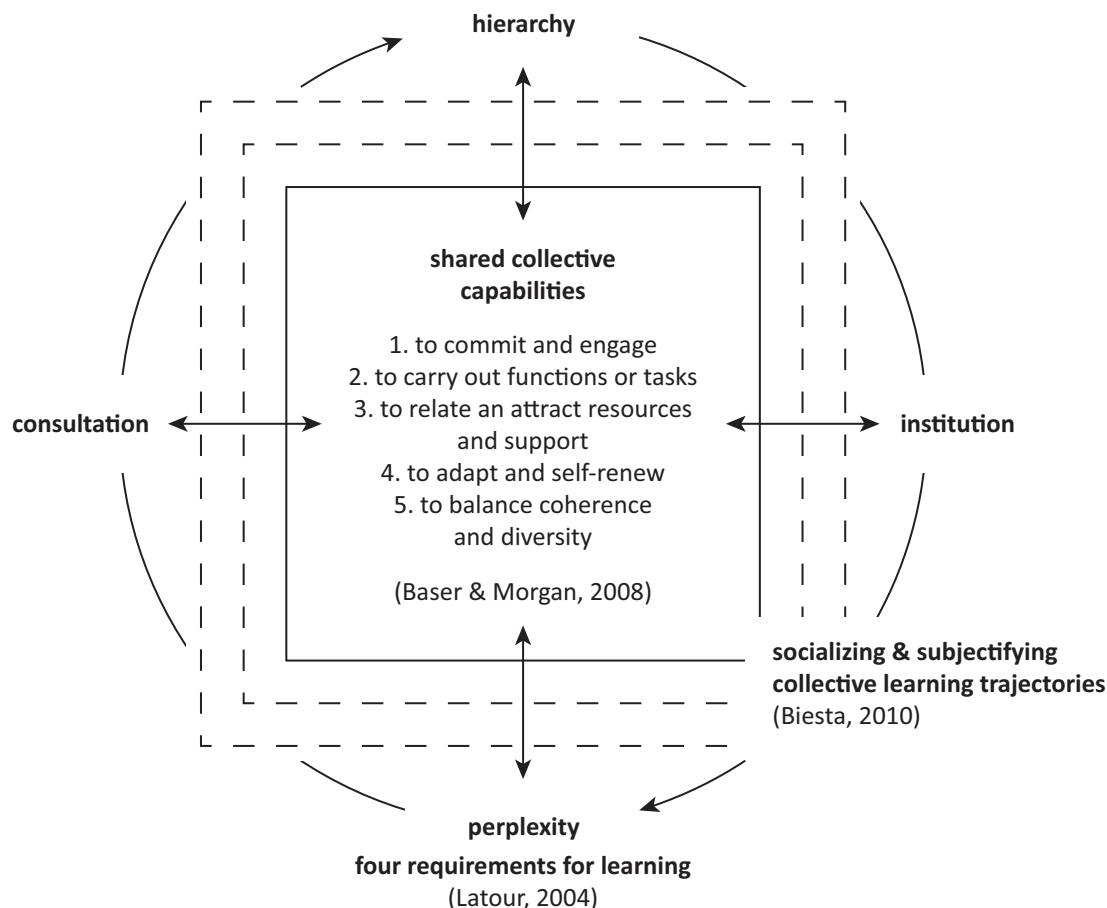 hierarchy
shared collective
capabilities
1. to commit and engage
2. to carry out functions or tasks
3. to relate an attract resources
and support
4. to adapt and self-renew
5. to balance coherence
and diversity
(Baser & Morgan, 2008)
consultation
institution
socializing & subjectifying
collective learning trajectories
(Biesta, 2010)
perplexity
four requirements for learning
(Latour, 2004)